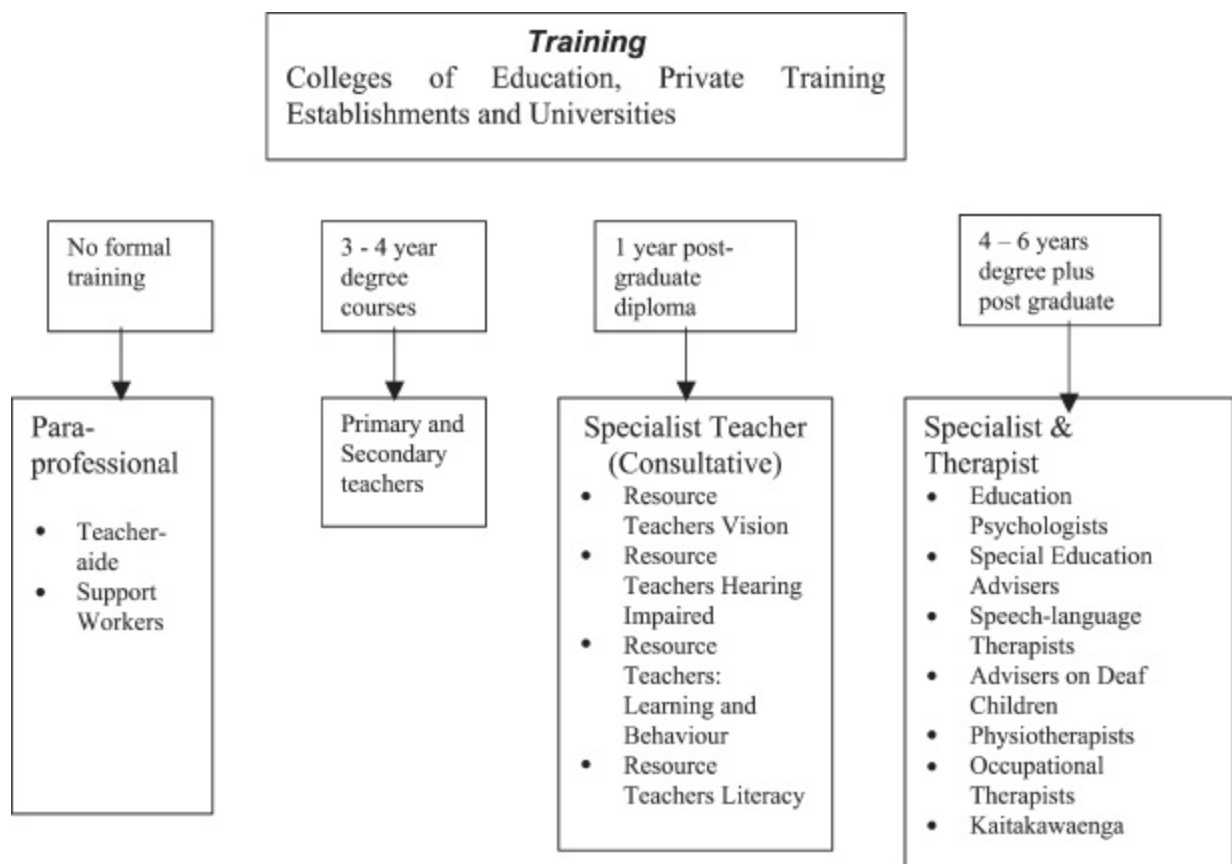 Training
Colleges of Education, Private Training
Establishments and Universities
No formal
training
3 - 4 year
degree
courses
1 year post-
graduate
diploma
4 – 6 years
degree plus
post graduate
Para-
professional
• Teacher-
aide
• Support
Workers
Primary and
Secondary
teachers
Specialist Teacher
(Consultative)
• Resource
Teachers Vision
• Resource
Teachers Hearing
Impaired
• Resource
Teachers:
Learning and
Behaviour
• Resource
Teachers Literacy
Specialist &
Therapist
• Education
Psychologists
• Special Education
Advisers
• Speech-language
Therapists
• Advisers on Deaf
Children
• Physiotherapists
• Occupational
Therapists
• Kaitakawaenga